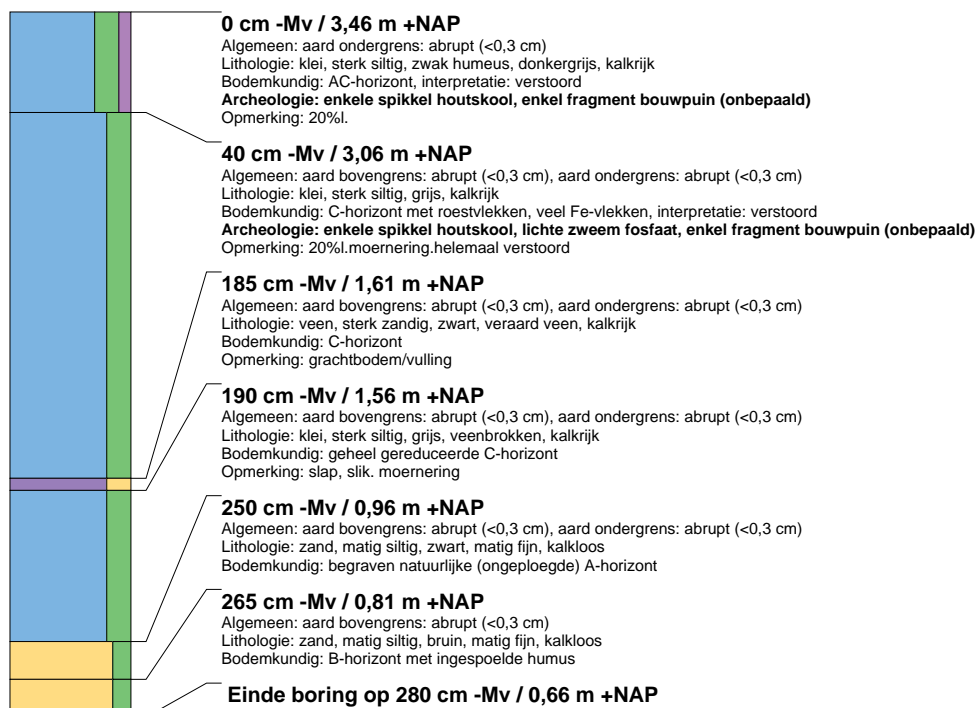 0 cm -Mv / 3,46 m +NAP
Algemeen: aard ondergrens: abrupt (<0,3 cm)
Lithologie: klei, sterk siltig, zwak humeus, donkergrijs, kalkrijk
Bodemkundig: AC-horizont, interpretatie: verstoord
Archeologie: enkele spikkel houtskool, enkel fragment bouwpuin (onbepaald)
Opmerking: 20%l.
40 cm -Mv / 3,06 m +NAP
Algemeen: aard bovengrens: abrupt (<0,3 cm), aard ondergrens: abrupt (<0,3 cm)
Lithologie: klei, sterk siltig, grijs, kalkrijk
Bodemkundig: C-horizont met roestvlekken, veel Fe-vlekken, interpretatie: verstoord
Archeologie: enkele spikkel houtskool, lichte zweem fosfaat, enkel fragment bouwpuin (onbepaald)
Opmerking: 20%l.moernering.helemaal verstoord
185 cm -Mv / 1,61 m +NAP
Algemeen: aard bovengrens: abrupt (<0,3 cm), aard ondergrens: abrupt (<0,3 cm)
Lithologie: veen, sterk zandig, zwart, veraard veen, kalkrijk
Bodemkundig: C-horizont
Opmerking: grachtbodem/vulling
190 cm -Mv / 1,56 m +NAP
Algemeen: aard bovengrens: abrupt (<0,3 cm), aard ondergrens: abrupt (<0,3 cm)
Lithologie: klei, sterk siltig, grijs, veenbrokken, kalkrijk
Bodemkundig: geheel gereduceerde C-horizont
Opmerking: slap, slik. moernering
250 cm -Mv / 0,96 m +NAP
Algemeen: aard bovengrens: abrupt (<0,3 cm), aard ondergrens: abrupt (<0,3 cm)
Lithologie: zand, matig siltig, zwart, matig fijn, kalkloos
Bodemkundig: begraven natuurlijke (ongeploegde) A-horizont
265 cm -Mv / 0,81 m +NAP
Algemeen: aard bovengrens: abrupt (<0,3 cm)
Lithologie: zand, matig siltig, bruin, matig fijn, kalkloos
Bodemkundig: B-horizont met ingespoelde humus
Einde boring op 280 cm -Mv / 0,66 m +NAP